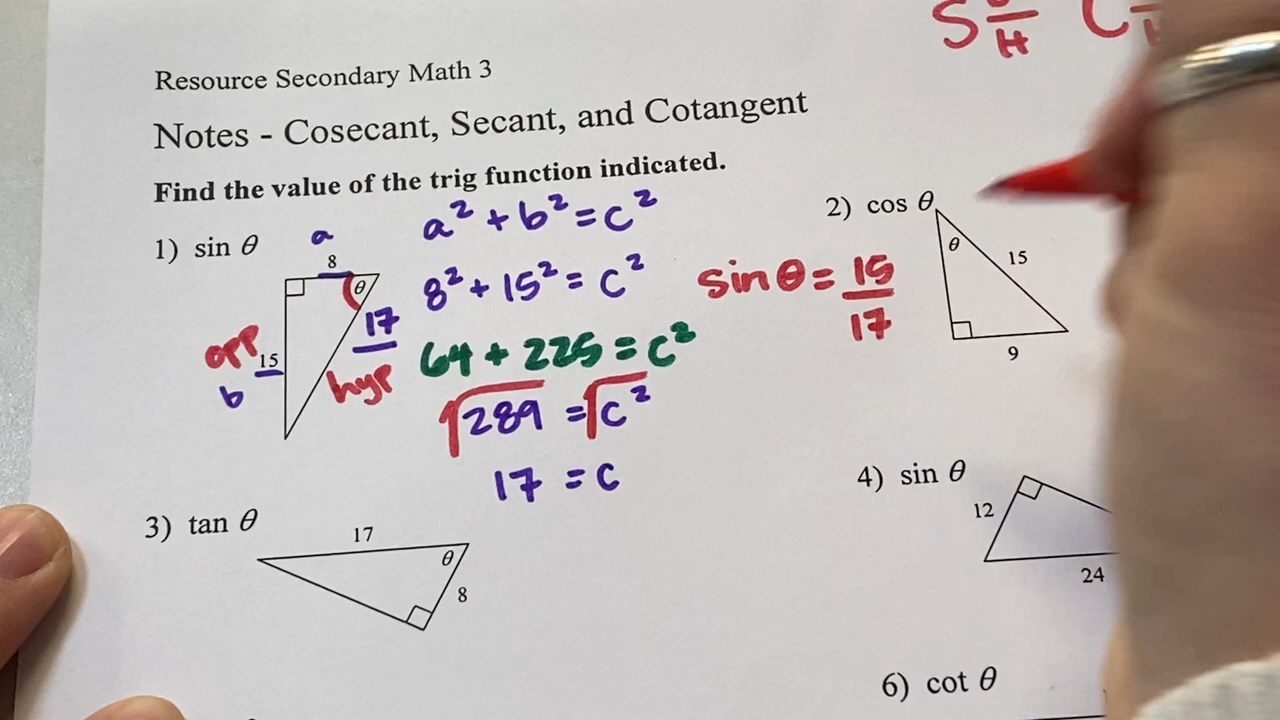 S O/H C
Resource Secondary Math 3
Notes - Cosecant, Secant, and Cotangent
Find the value of the trig function indicated.
1) sin θ
a
8
θ
opp
15
b
17
hyp
a² + b² = c²
8² + 15² = c²
64 + 225 = c²
√289 = √c²
17 = c
sin θ = 15/17
2) cos θ
θ
15
9
3) tan θ
17
θ
8
4) sin θ
12
24
6) cot θ